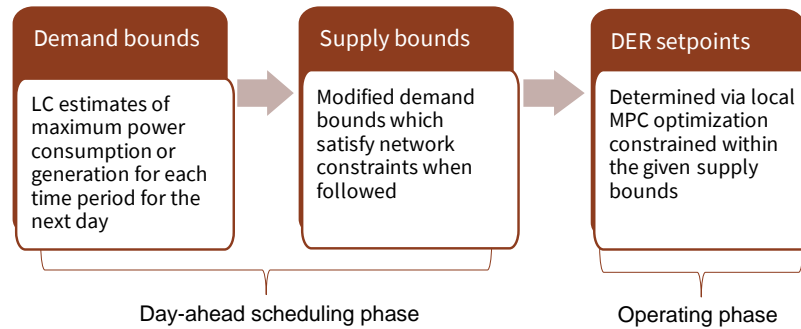 Demand bounds
LC estimates of
maximum power
consumption or
generation for each
time period for the
next day
Supply bounds
Modified demand
bounds which
satisfy network
constraints when
followed
DER setpoints
Determined via local
MPC optimization
constrained within
the given supply
bounds
Day-ahead scheduling phase
Operating phase